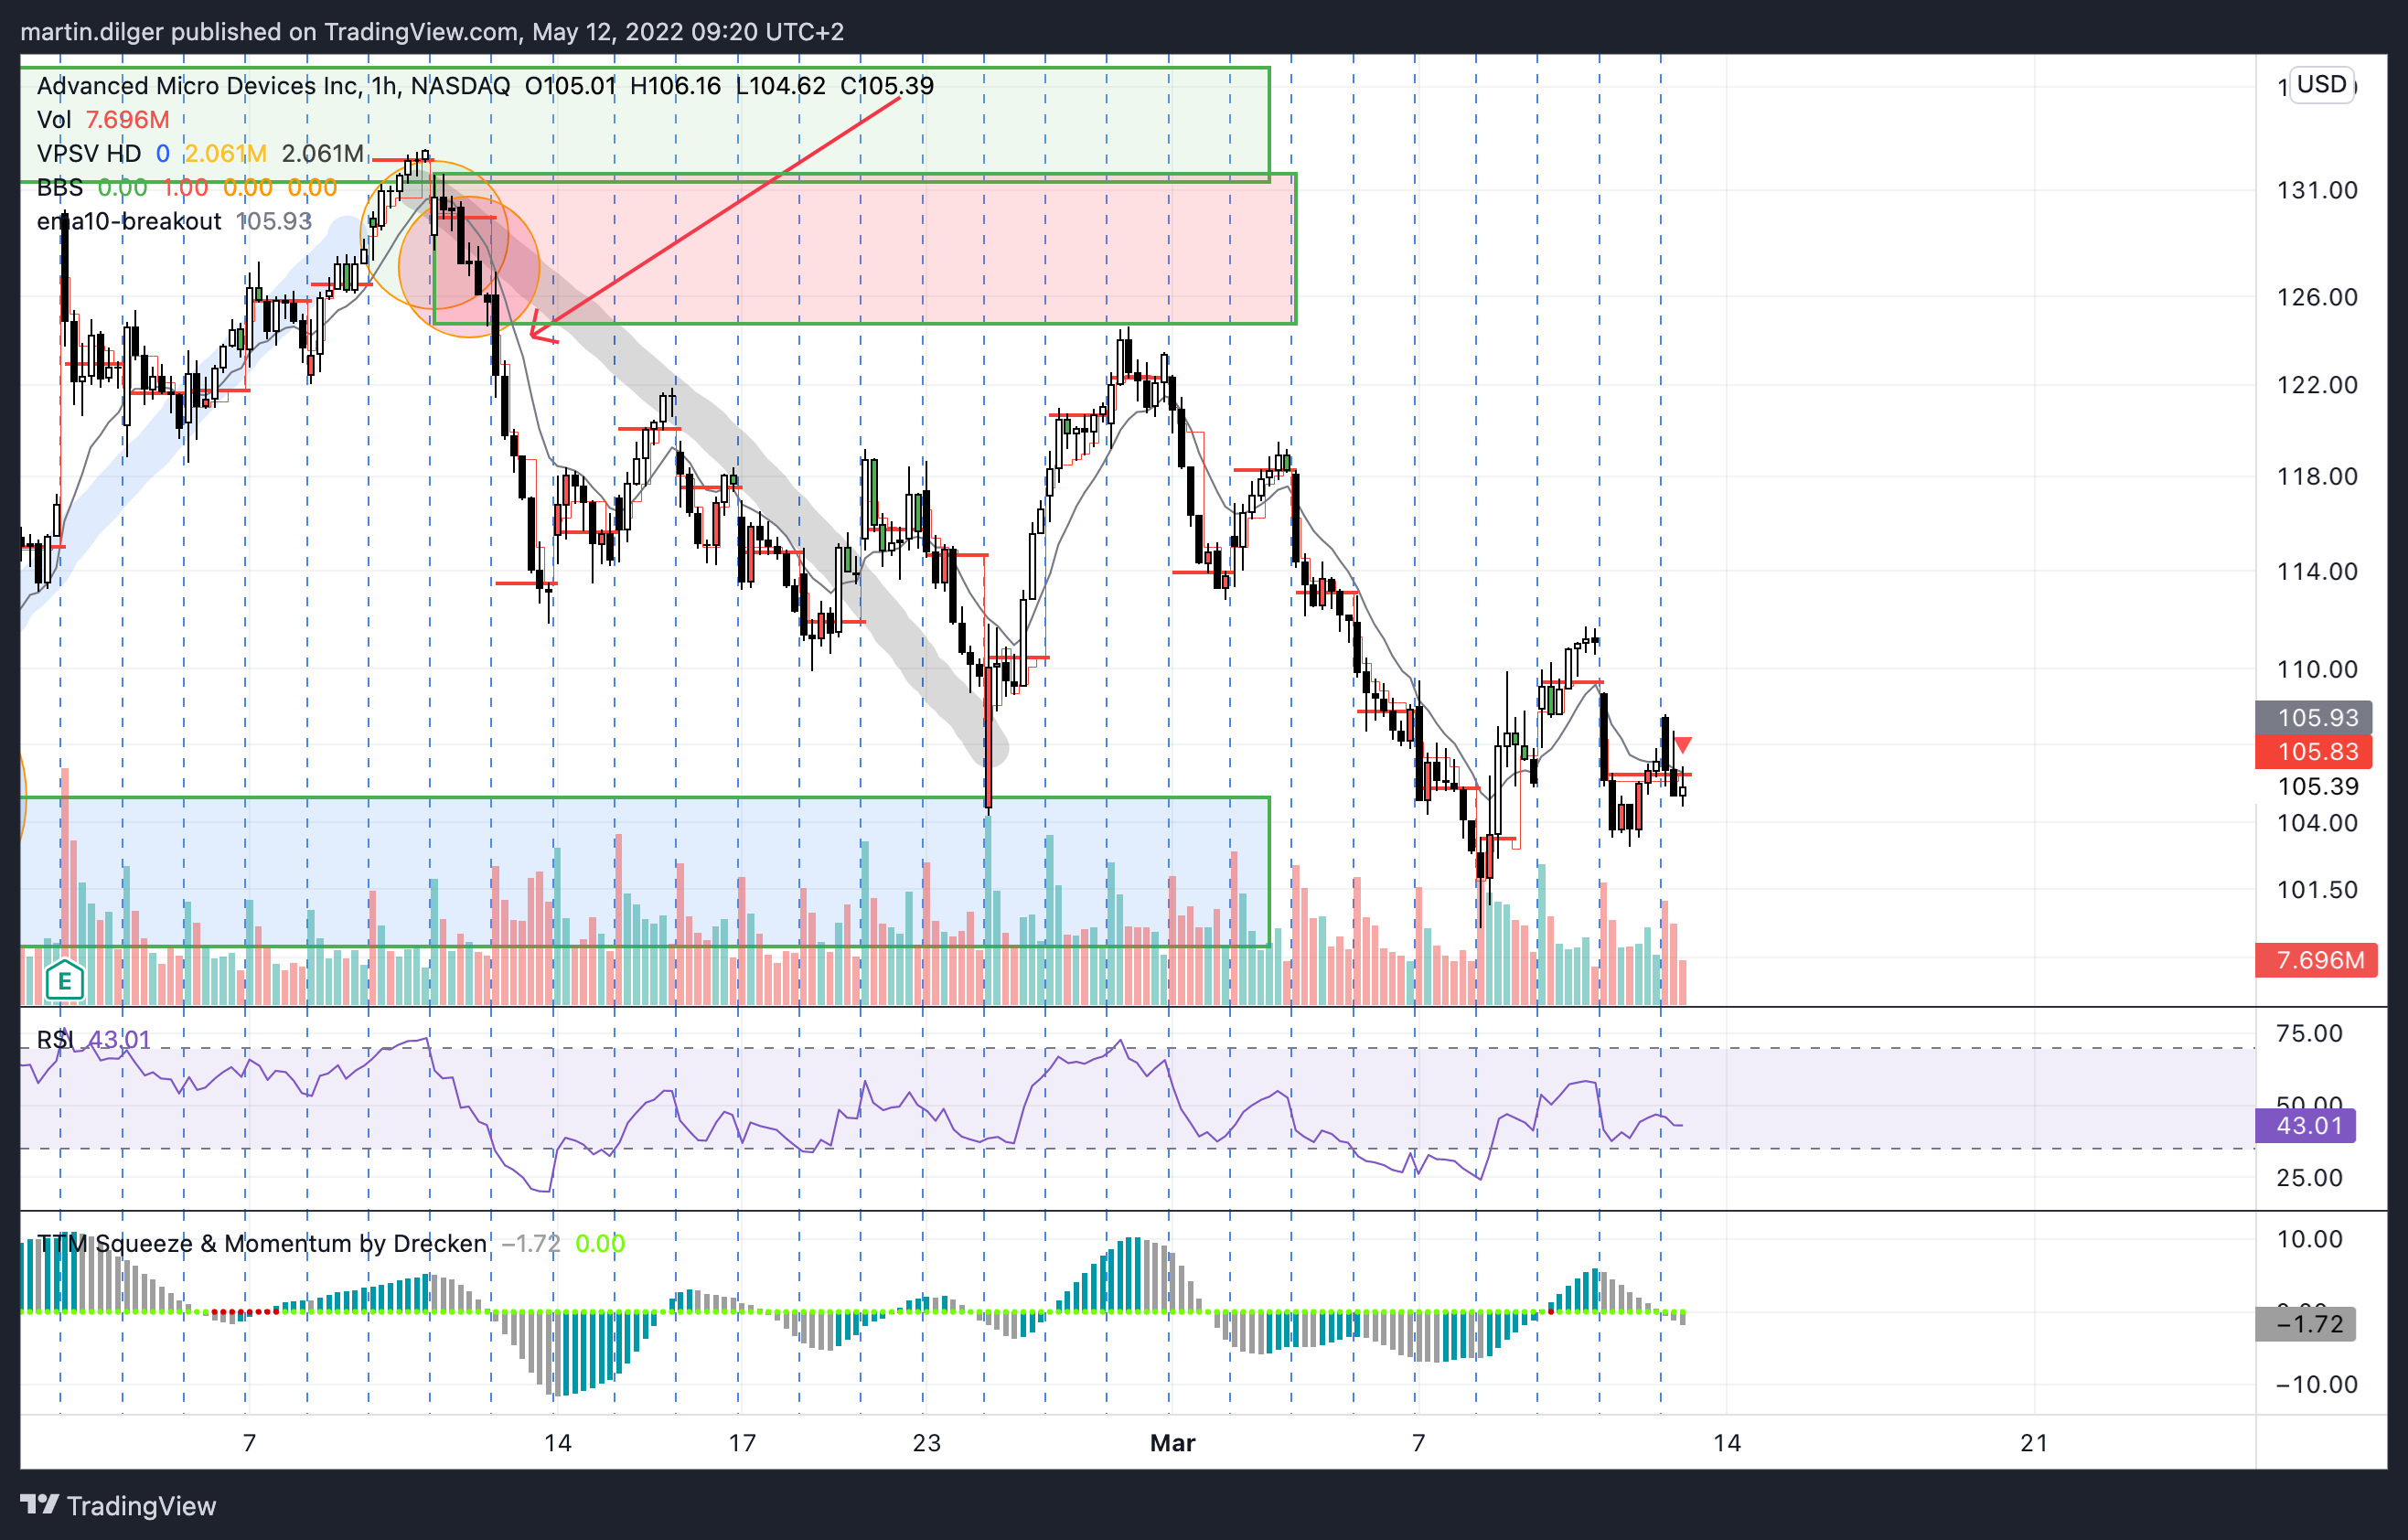 martin.dilger published on TradingView.com, May 12, 2022 09:20 UTC+2
Advanced Micro Devices Inc, 1h, NASDAQ O105.01 H106.16 L104.62 C105.39
Vol 7.696M
VPSV HD 0 2.061M 2.061M
BBS 0.00 1.00 0.00 0.00
ema10-breakout 105.93
USD
131.00
126.00
122.00
118.00
114.00
110.00
105.93
105.83
105.39
104.00
101.50
7.696M
E
RSI 43.01
75.00
50.00
43.01
25.00
TTM Squeeze & Momentum by Drecken −1.72 0.00
10.00
−1.72
−10.00
7 14 17 23 Mar 7 14 21
TradingView